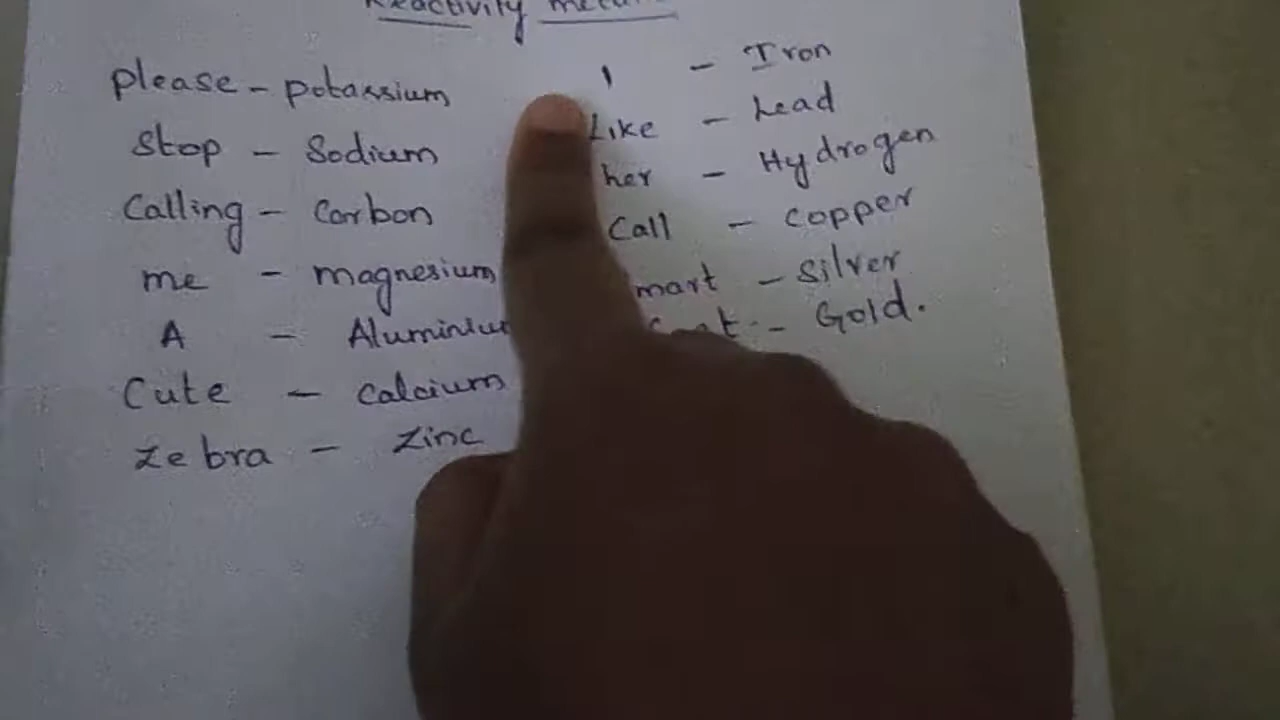 Reactivity metals
please - potassium
Stop - Sodium
Calling - Carbon
me - magnesium
A - Aluminium
Cute - Calcium
Zebra - Zinc
I - Iron
Like - Lead
her - Hydrogen
Call - Copper
mart - Silver
- Gold.